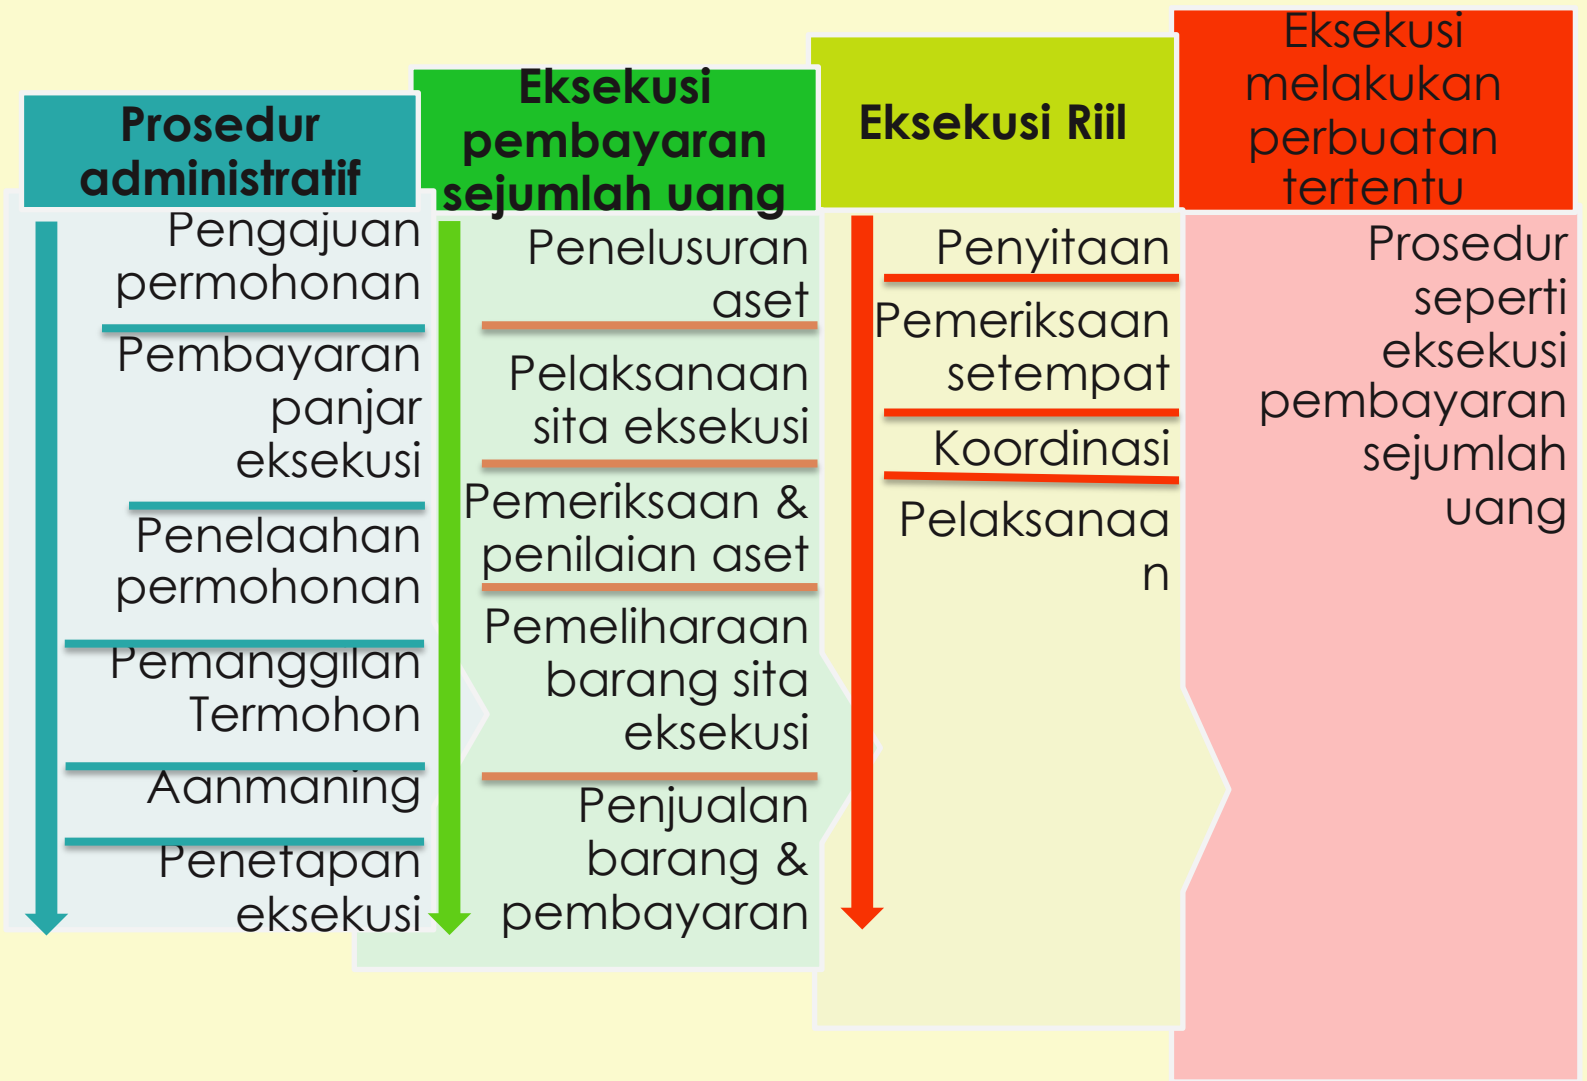 Prosedur
administratif
Pengajuan
permohonan
Pembayaran
panjar
eksekusi
Penelaahan
permohonan
Pemanggilan
Termohon
Aanmaning
Penetapan
eksekusi
Eksekusi
pembayaran
sejumlah uang
Penelusuran
aset
Pelaksanaan
sita eksekusi
Pemeriksaan &
penilaian aset
Pemeliharaan
barang sita
eksekusi
Penjualan
barang &
pembayaran
Eksekusi Riil
Penyitaan
Pemeriksaan
setempat
Koordinasi
Pelaksanaa
n
Eksekusi
melakukan
perbuatan
tertentu
Prosedur
seperti
eksekusi
pembayaran
sejumlah
uang